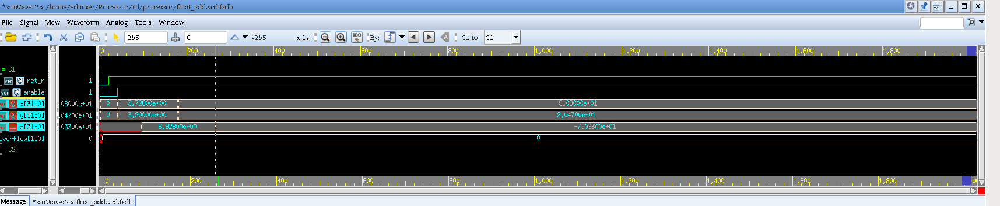 *<nWave:2> /home/edauser/Processor/rtl/processor/float_add.vcd.fsdb
File Signal View Waveform Analog Tools Window
265 0 -265 x 1s 100 % By: Go to: G1
0 200 400 600 800 1,000 1,200 1,400 1,600 1,800
= G1
ver rst_n 1
ver enable 1
ver x[31:0] .08000e+01 0 3.72800e+00 -9.08000e+01
ver y[31:0] .04700e+01 0 3.20000e+00 2.04700e+01
ver z[31:0] .03300e+01 6.92800e+00 -7.03300e+01
overflow[1:0] 0 0
G2
0 200 400 600 800 1,000 1,200 1,400 1,600 1,800
Message *<nWave:2> float_add.vcd.fsdb